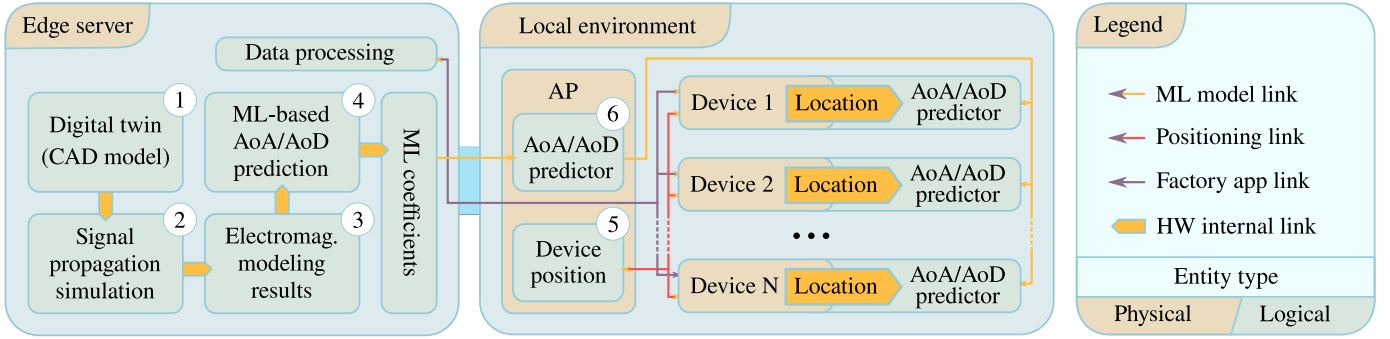 Edge server
Data processing
1
Digital twin
(CAD model)
2
Signal
propagation
simulation
3
Electromag.
modeling
results
4
ML-based
AoA/AoD
prediction
ML coefficients
Local environment
AP
6
AoA/AoD
predictor
5
Device
position
Device 1
Location
AoA/AoD
predictor
Device 2
Location
AoA/AoD
predictor
...
Device N
Location
AoA/AoD
predictor
Legend
ML model link
Positioning link
Factory app link
HW internal link
Entity type
Physical
Logical